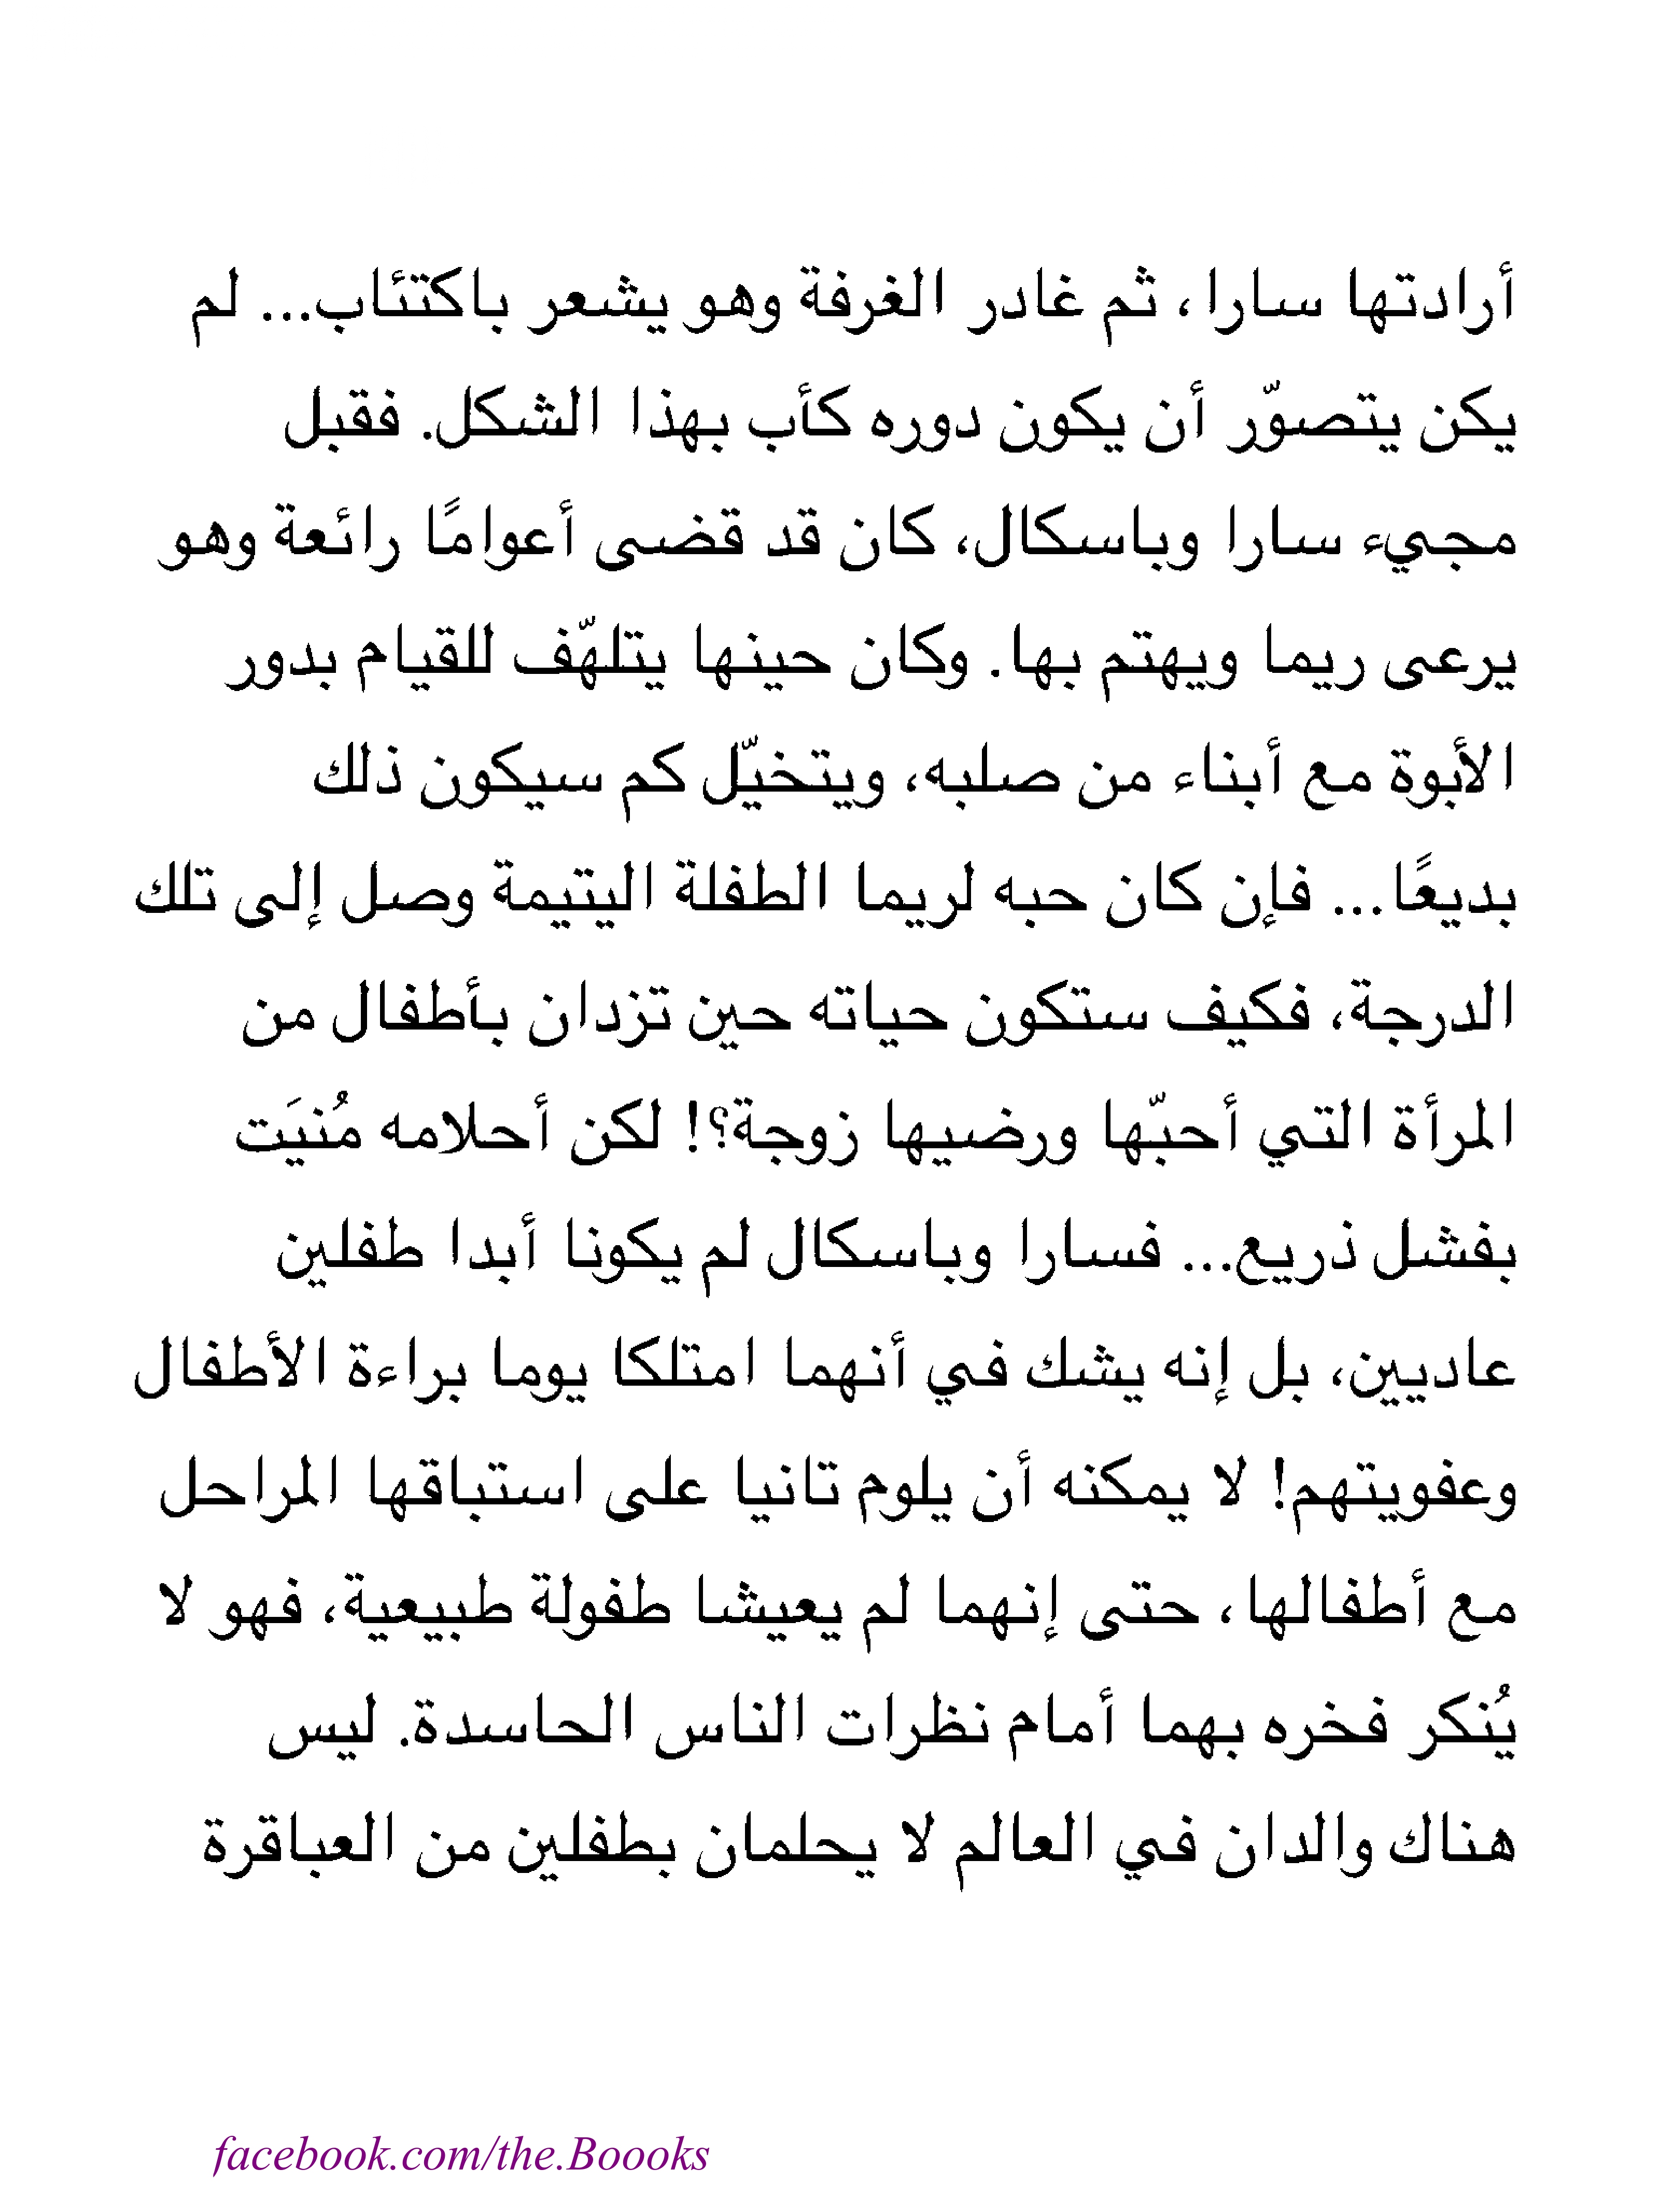 أرادتها سارا، ثم غادر الغرفة وهو يشعر باكتئاب... لم
يكن يتصوّر أن يكون دوره كأب بهذا الشكل. فقبل
مجيء سارا وباسكال، كان قد قضى أعوامًا رائعة وهو
يرعى ريما ويهتم بها. وكان حينها يتلهّف للقيام بدور
الأبوة مع أبناء من صلبه، ويتخيّل كم سيكون ذلك
بديعًا... فإن كان حبه لريما الطفلة اليتيمة وصل إلى تلك
الدرجة، فكيف ستكون حياته حين تزدان بأطفال من
المرأة التي أحبّها ورضيها زوجة؟! لكن أحلامه مُنيَت
بفشل ذريع... فسارا وباسكال لم يكونا أبدا طفلين
عاديين، بل إنه يشك في أنهما امتلكا يوما براءة الأطفال
وعفويتهم! لا يمكنه أن يلوم تانيا على استباقها المراحل
مع أطفالها، حتى إنهما لم يعيشا طفولة طبيعية، فهو لا
يُنكر فخره بهما أمام نظرات الناس الحاسدة. ليس
هناك والدان في العالم لا يحلمان بطفلين من العباقرة
facebook.com/the.Boooks